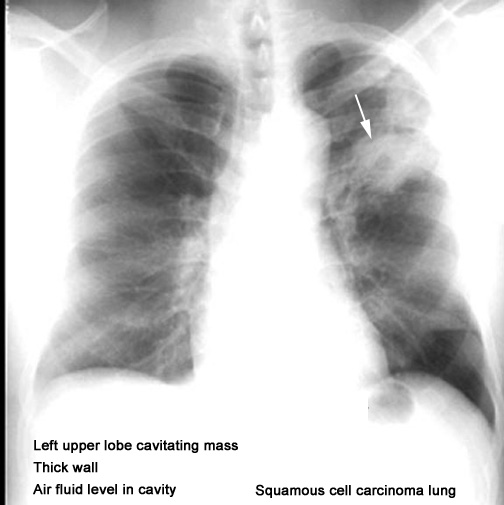 Left upper lobe cavitating mass
Thick wall
Air fluid level in cavity
Squamous cell carcinoma lung